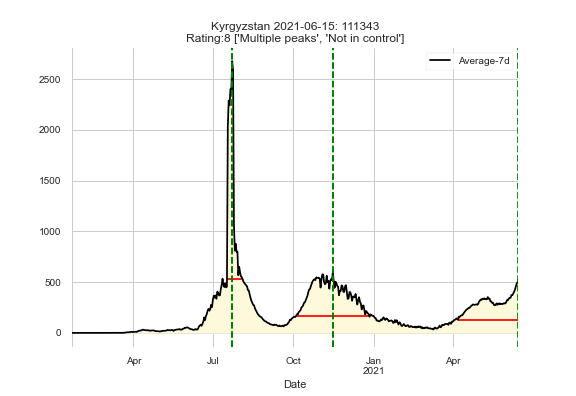 Kyrgyzstan 2021-06-15: 111343
Rating:8 ['Multiple peaks', 'Not in control']
Average-7d
2500
2000
1500
1000
500
0
Apr Jul Oct Jan Apr
2021
Date